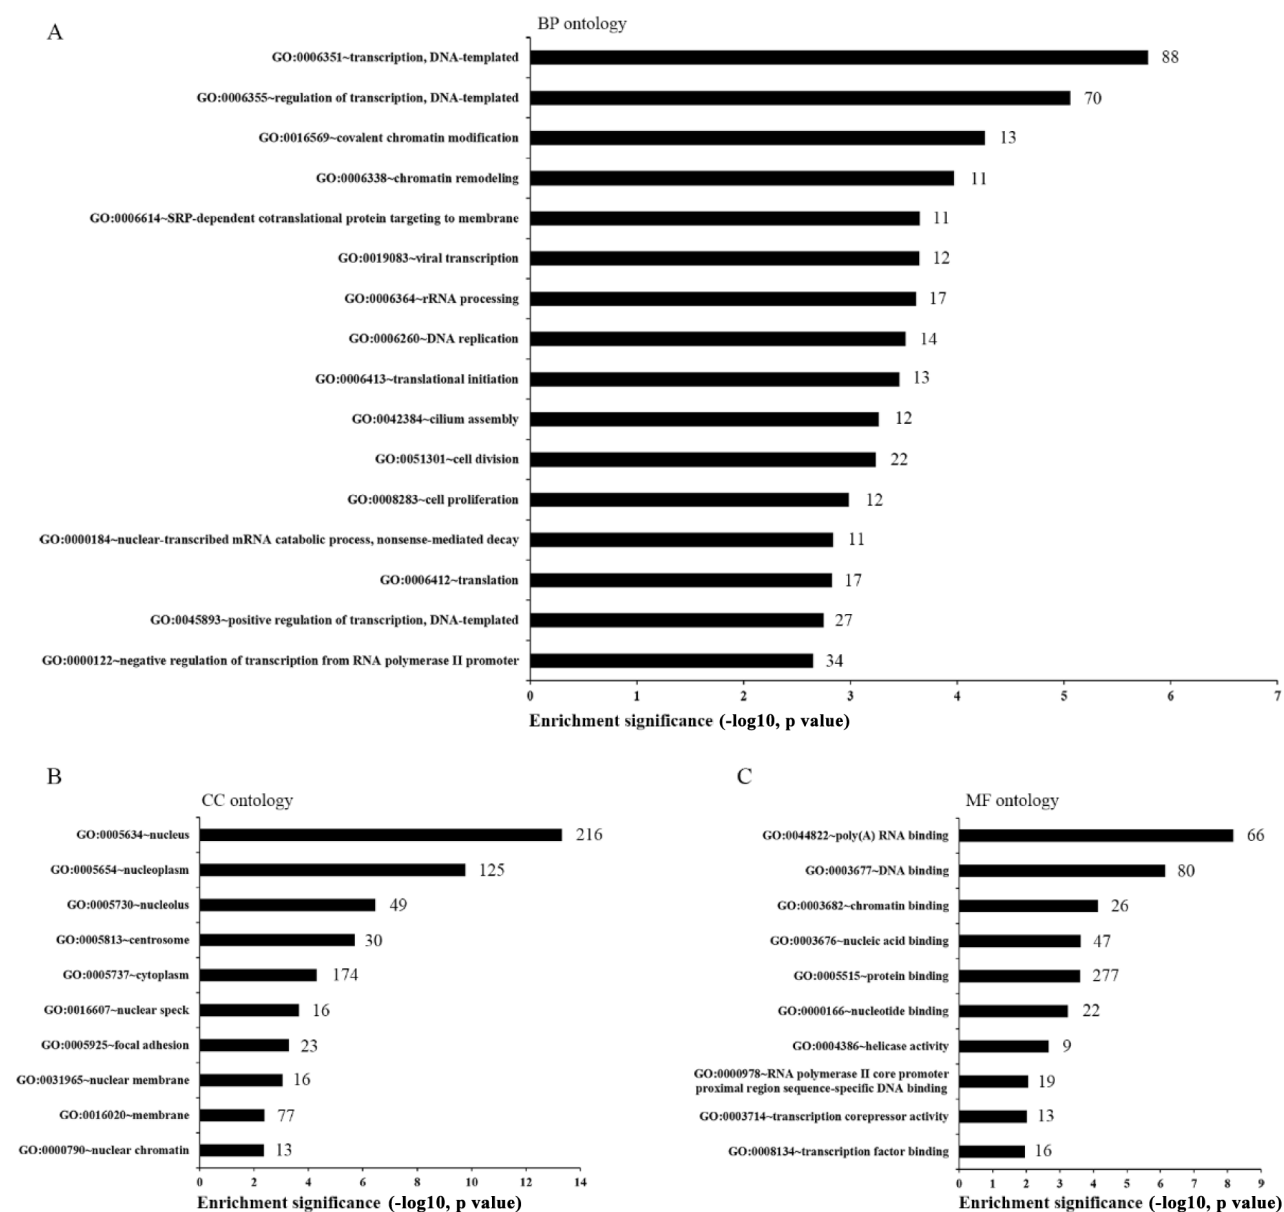 A
BP ontology
GO:0006351~transcription, DNA-templated 88
GO:0006355~regulation of transcription, DNA-templated 70
GO:0016569~covalent chromatin modification 13
GO:0006338~chromatin remodeling 11
GO:0006614~SRP-dependent cotranslational protein targeting to membrane 11
GO:0019083~viral transcription 12
GO:0006364~rRNA processing 17
GO:0006260~DNA replication 14
GO:0006413~translational initiation 13
GO:0042384~cilium assembly 12
GO:0051301~cell division 22
GO:0008283~cell proliferation 12
GO:0000184~nuclear-transcribed mRNA catabolic process, nonsense-mediated decay 11
GO:0006412~translation 17
GO:0045893~positive regulation of transcription, DNA-templated 27
GO:0000122~negative regulation of transcription from RNA polymerase II promoter 34
0 1 2 3 4 5 6 7
Enrichment significance (-log10, p value)
B
CC ontology
GO:0005634~nucleus 216
GO:0005654~nucleoplasm 125
GO:0005730~nucleolus 49
GO:0005813~centrosome 30
GO:0005737~cytoplasm 174
GO:0016607~nuclear speck 16
GO:0005925~focal adhesion 23
GO:0031965~nuclear membrane 16
GO:0016020~membrane 77
GO:0000790~nuclear chromatin 13
0 2 4 6 8 10 12 14
Enrichment significance (-log10, p value)
C
MF ontology
GO:0044822~poly(A) RNA binding 66
GO:0003677~DNA binding 80
GO:0003682~chromatin binding 26
GO:0003676~nucleic acid binding 47
GO:0005515~protein binding 277
GO:0000166~nucleotide binding 22
GO:0004386~helicase activity 9
GO:0000978~RNA polymerase II core promoter
proximal region sequence-specific DNA binding 19
GO:0003714~transcription corepressor activity 13
GO:0008134~transcription factor binding 16
0 1 2 3 4 5 6 7 8 9
Enrichment significance (-log10, p value)